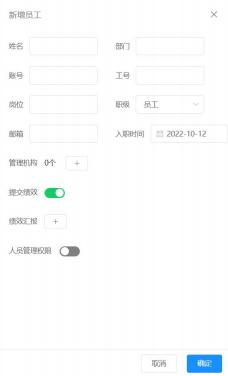 新增员工
姓名 部门
账号 工号
岗位 职级 员工
邮箱 入职时间 2022-10-12
管理机构 0个 +
提交绩效
绩效汇报 +
人员管理权限
取消 确定